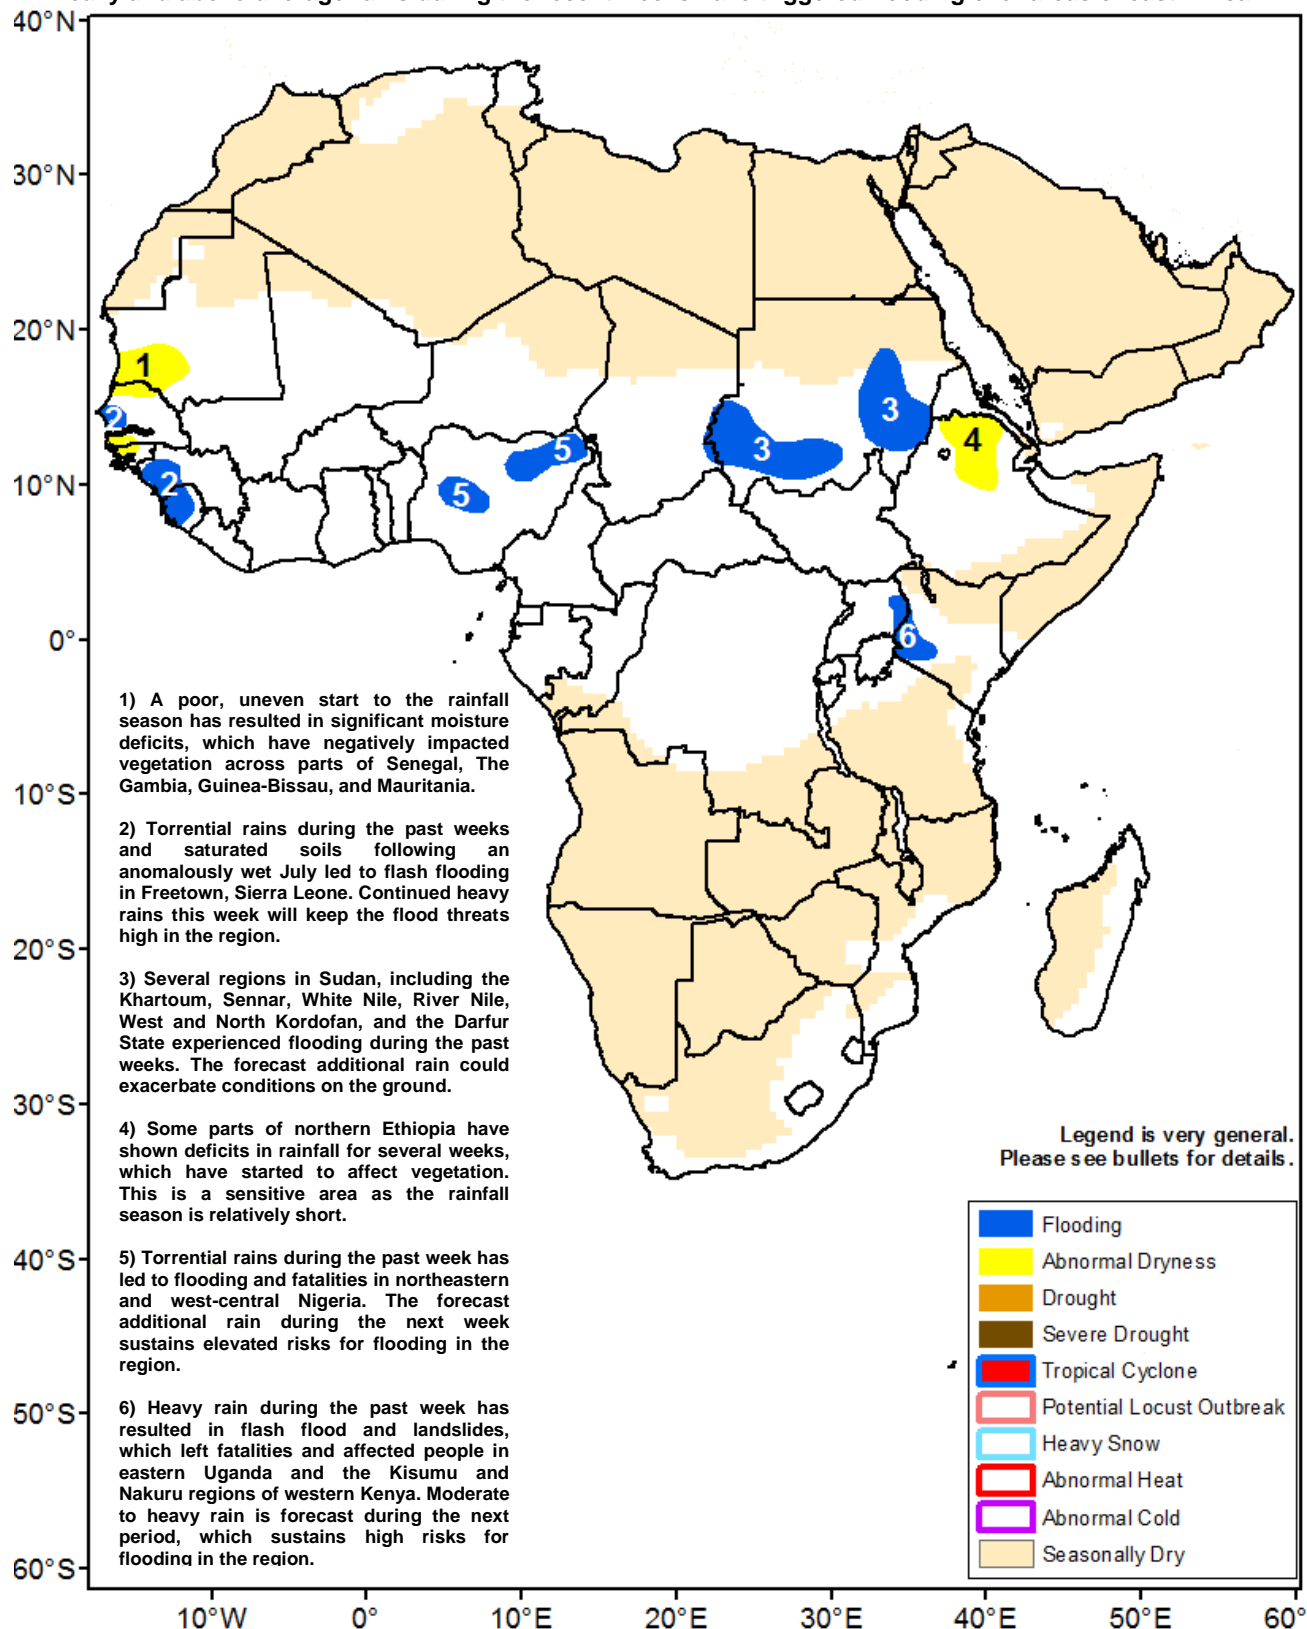 40°N
30°N
20°N
10°N
0°
10°S
20°S
30°S
40°S
50°S
60°S
1
2
2
3
3
4
5
5
6
1) A poor, uneven start to the rainfall
season has resulted in significant moisture
deficits, which have negatively impacted
vegetation across parts of Senegal, The
Gambia, Guinea-Bissau, and Mauritania.
2) Torrential rains during the past weeks
and saturated soils following an
anomalously wet July led to flash flooding
in Freetown, Sierra Leone. Continued heavy
rains this week will keep the flood threats
high in the region.
3) Several regions in Sudan, including the
Khartoum, Sennar, White Nile, River Nile,
West and North Kordofan, and the Darfur
State experienced flooding during the past
weeks. The forecast additional rain could
exacerbate conditions on the ground.
4) Some parts of northern Ethiopia have
shown deficits in rainfall for several weeks,
which have started to affect vegetation.
This is a sensitive area as the rainfall
season is relatively short.
5) Torrential rains during the past week has
led to flooding and fatalities in northeastern
and west-central Nigeria. The forecast
additional rain during the next week
sustains elevated risks for flooding in the
region.
6) Heavy rain during the past week has
resulted in flash flood and landslides,
which left fatalities and affected people in
eastern Uganda and the Kisumu and
Nakuru regions of western Kenya. Moderate
to heavy rain is forecast during the next
period, which sustains high risks for
flooding in the region.
Legend is very general.
Please see bullets for details.
Flooding
Abnormal Dryness
Drought
Severe Drought
Tropical Cyclone
Potential Locust Outbreak
Heavy Snow
Abnormal Heat
Abnormal Cold
Seasonally Dry
10°W
0°
10°E
20°E
30°E
40°E
50°E
60°